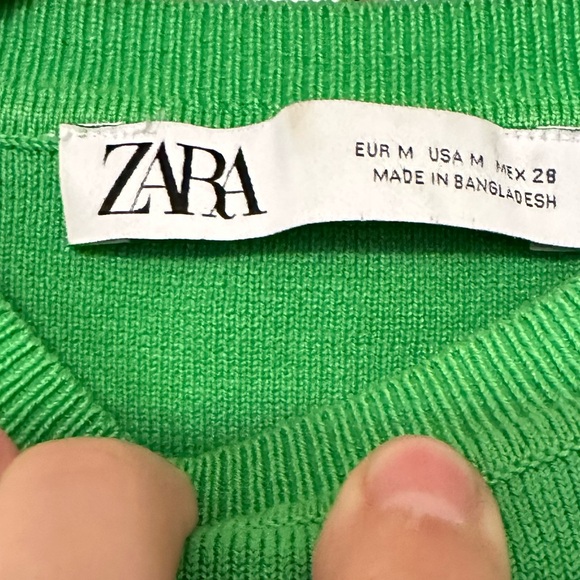 ZARA
EUR M USA M MEX 28
MADE IN BANGLADESH